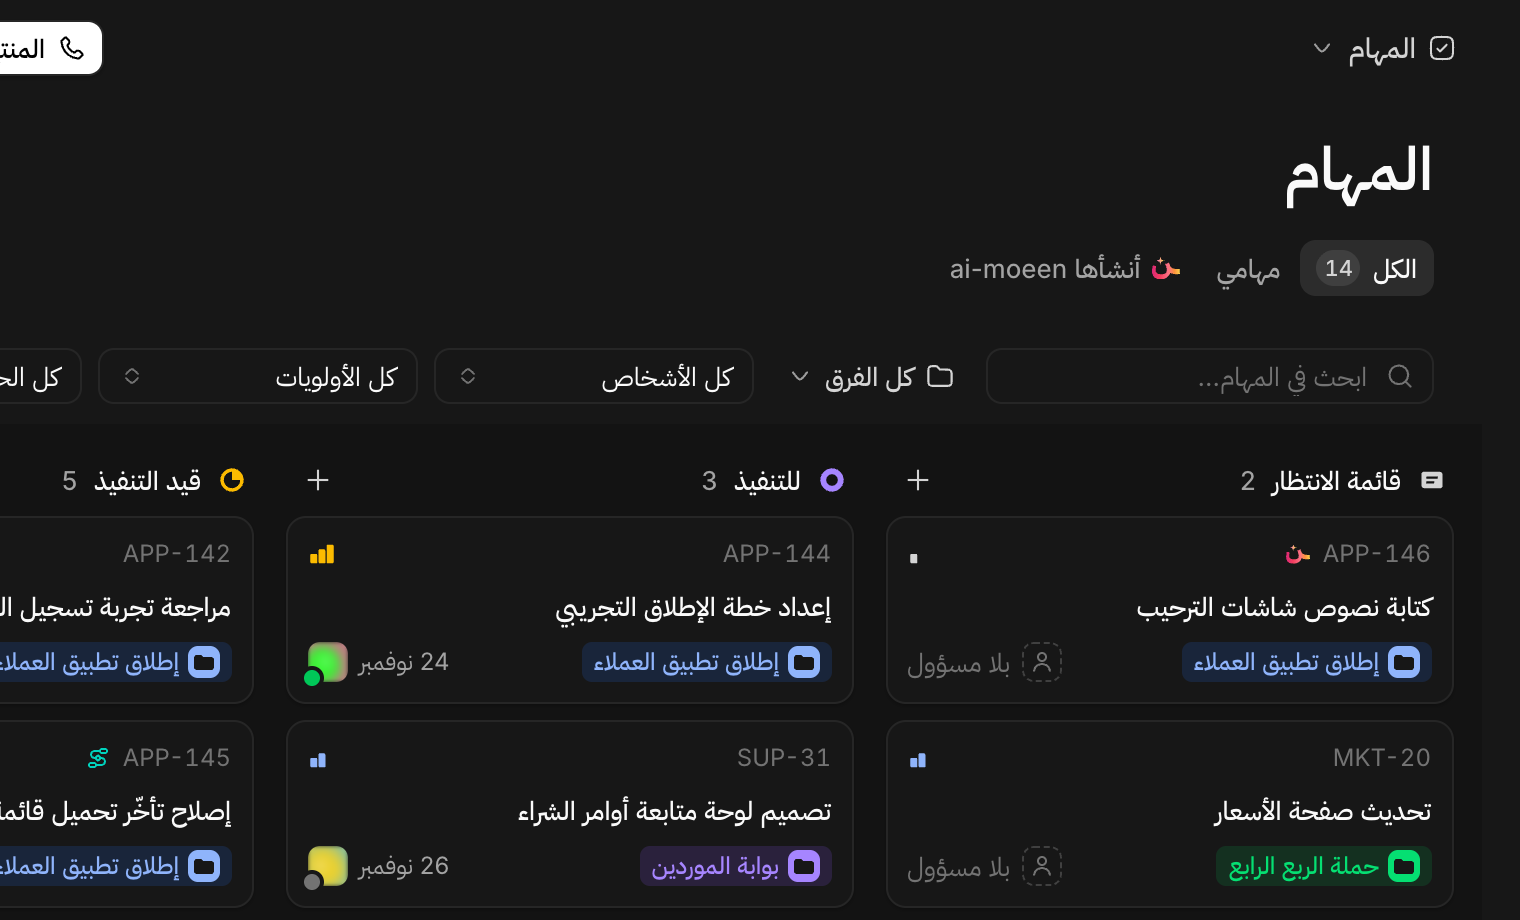 المهام
المهام
الكل 14
مهامي
أنشأها ai-moeen
ابحث في المهام...
كل الفرق
كل الأشخاص
كل الأولويات
كل
قائمة الانتظار 2
APP-146
كتابة نصوص شاشات الترحيب
إطلاق تطبيق العملاء
بلا مسؤول
MKT-20
تحديث صفحة الأسعار
حملة الربع الرابع
بلا مسؤول
للتنفيذ 3
APP-144
إعداد خطة الإطلاق التجريبي
إطلاق تطبيق العملاء
24 نوفمبر
SUP-31
تصميم لوحة متابعة أوامر الشراء
بوابة الموردين
26 نوفمبر
قيد التنفيذ 5
APP-142
مراجعة تجربة تسجيل
إطلاق تطبيق العملاء
APP-145
إصلاح تأخّر تحميل
إطلاق تطبيق العملاء